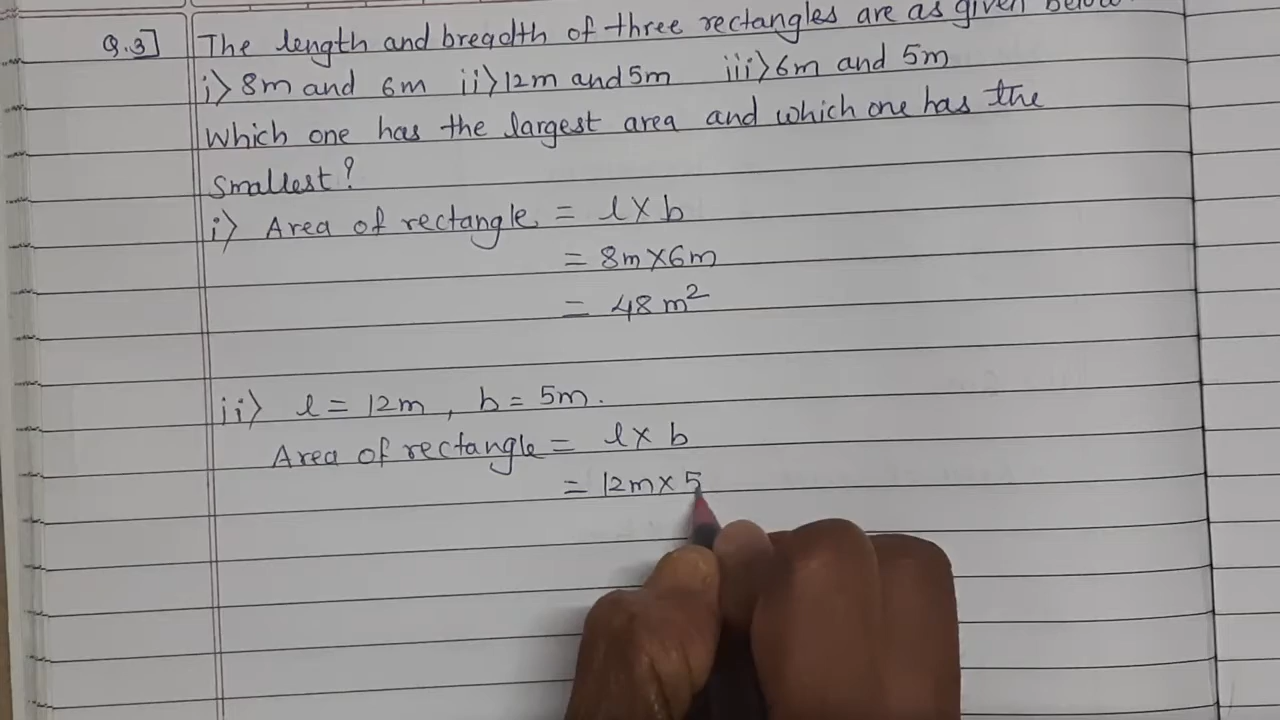 Q.3] The length and breadth of three rectangles are as given below
i) 8m and 6m ii) 12m and 5m iii) 6m and 5m
which one has the largest area and which one has the
smallest?
i) Area of rectangle = l × b
= 8m × 6m
= 48 m²
ii) l = 12m, b = 5m.
Area of rectangle = l × b
= 12m × 5